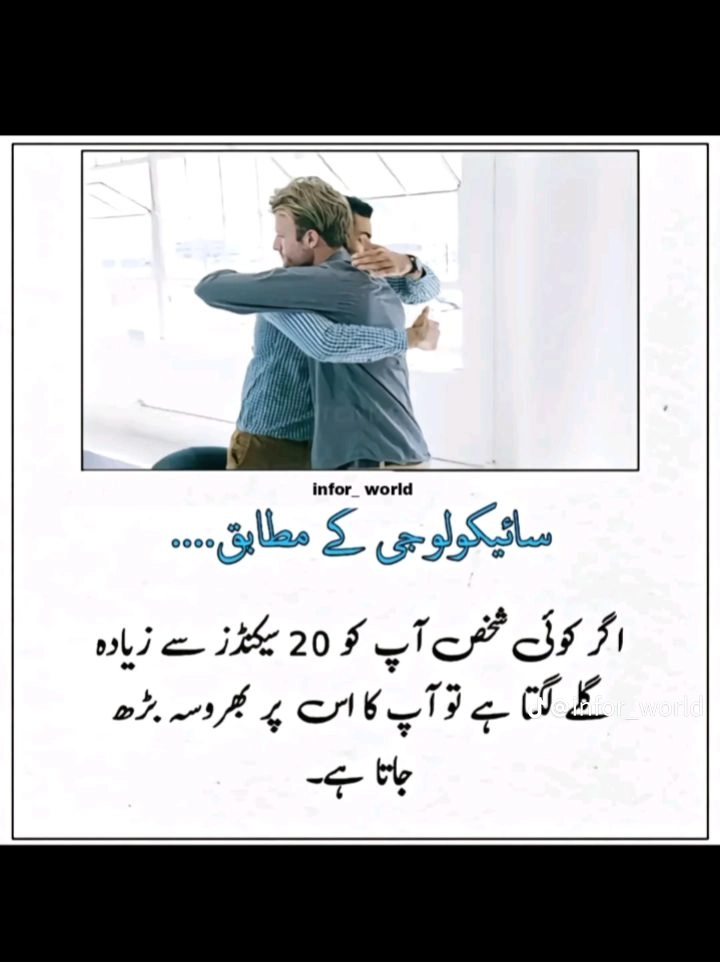 infor_ world
سائیکولوجی کے مطابق....
اگر کوئی شخص آپ کو 20 سیکنڈز سے زیادہ
گلے لگتا ہے تو آپ کا اس پر بھروسہ بڑھ
جاتا ہے۔
@infor_world